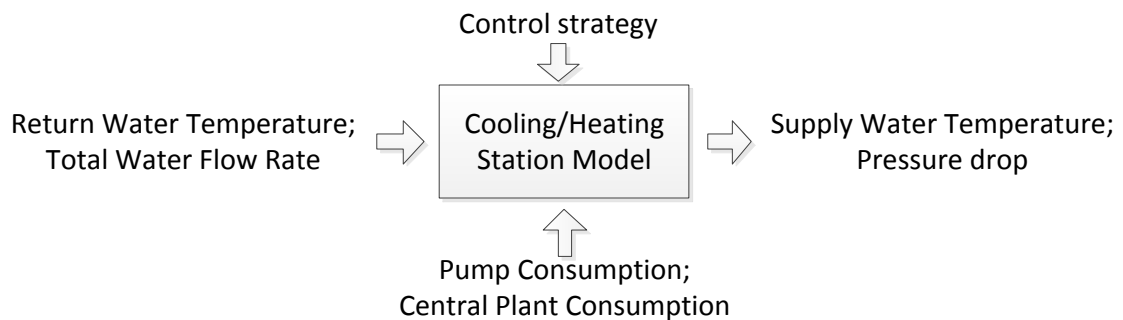 Control strategy
Return Water Temperature;
Total Water Flow Rate
Cooling/Heating
Station Model
Supply Water Temperature;
Pressure drop
Pump Consumption;
Central Plant Consumption